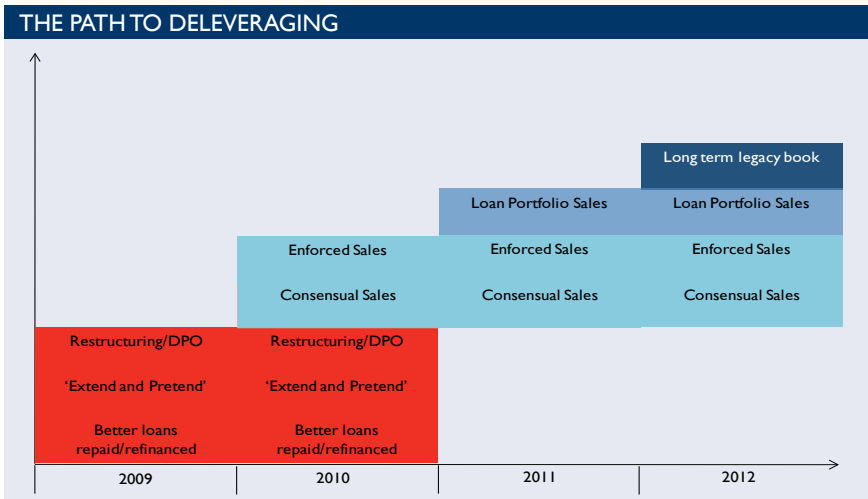 THE PATH TO DELEVERAGING
Long term legacy book
Loan Portfolio Sales
Loan Portfolio Sales
Enforced Sales
Enforced Sales
Enforced Sales
Consensual Sales
Consensual Sales
Consensual Sales
Restructuring/DPO
Restructuring/DPO
‘Extend and Pretend’
‘Extend and Pretend’
Better loans
repaid/refinanced
Better loans
repaid/refinanced
2009
2010
2011
2012